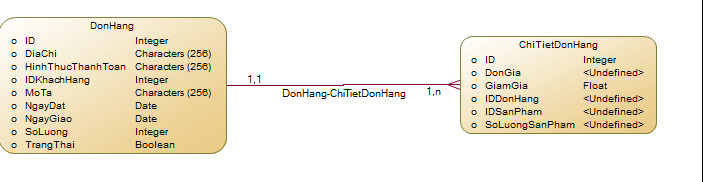 DonHang
ID Integer
DiaChi Characters (256)
HinhThucThanhToan Characters (256)
IDKhachHang Integer
MoTa Characters (256)
NgayDat Date
NgayGiao Date
SoLuong Integer
TrangThai Boolean
1,1
DonHang-ChiTietDonHang
1,n
ChiTietDonHang
ID Integer
DonGia <Undefined>
GiamGia Float
IDDonHang <Undefined>
IDSanPham <Undefined>
SoLuongSanPham <Undefined>